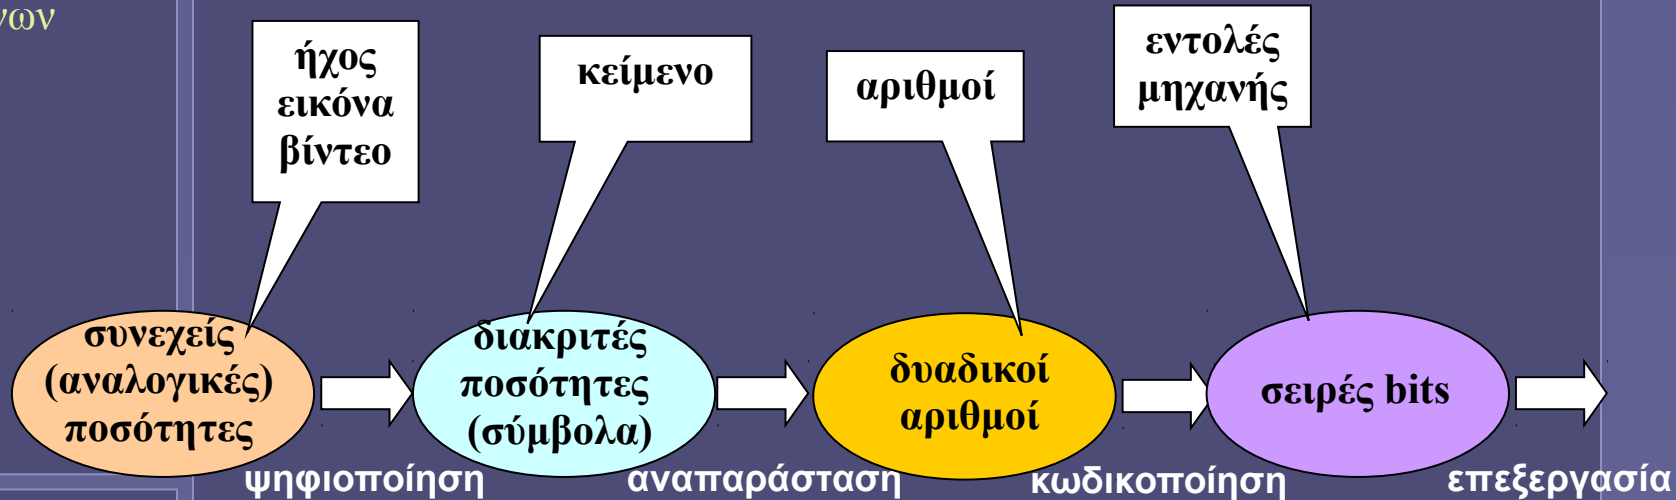 ήχος
εικόνα
βίντεο
κείμενο
αριθμοί
εντολές
μηχανής
συνεχείς
(αναλογικές)
ποσότητες
διακριτές
ποσότητες
(σύμβολα)
δυαδικοί
αριθμοί
σειρές bits
ψηφιοποίηση
αναπαράσταση
κωδικοποίηση
επεξεργασία